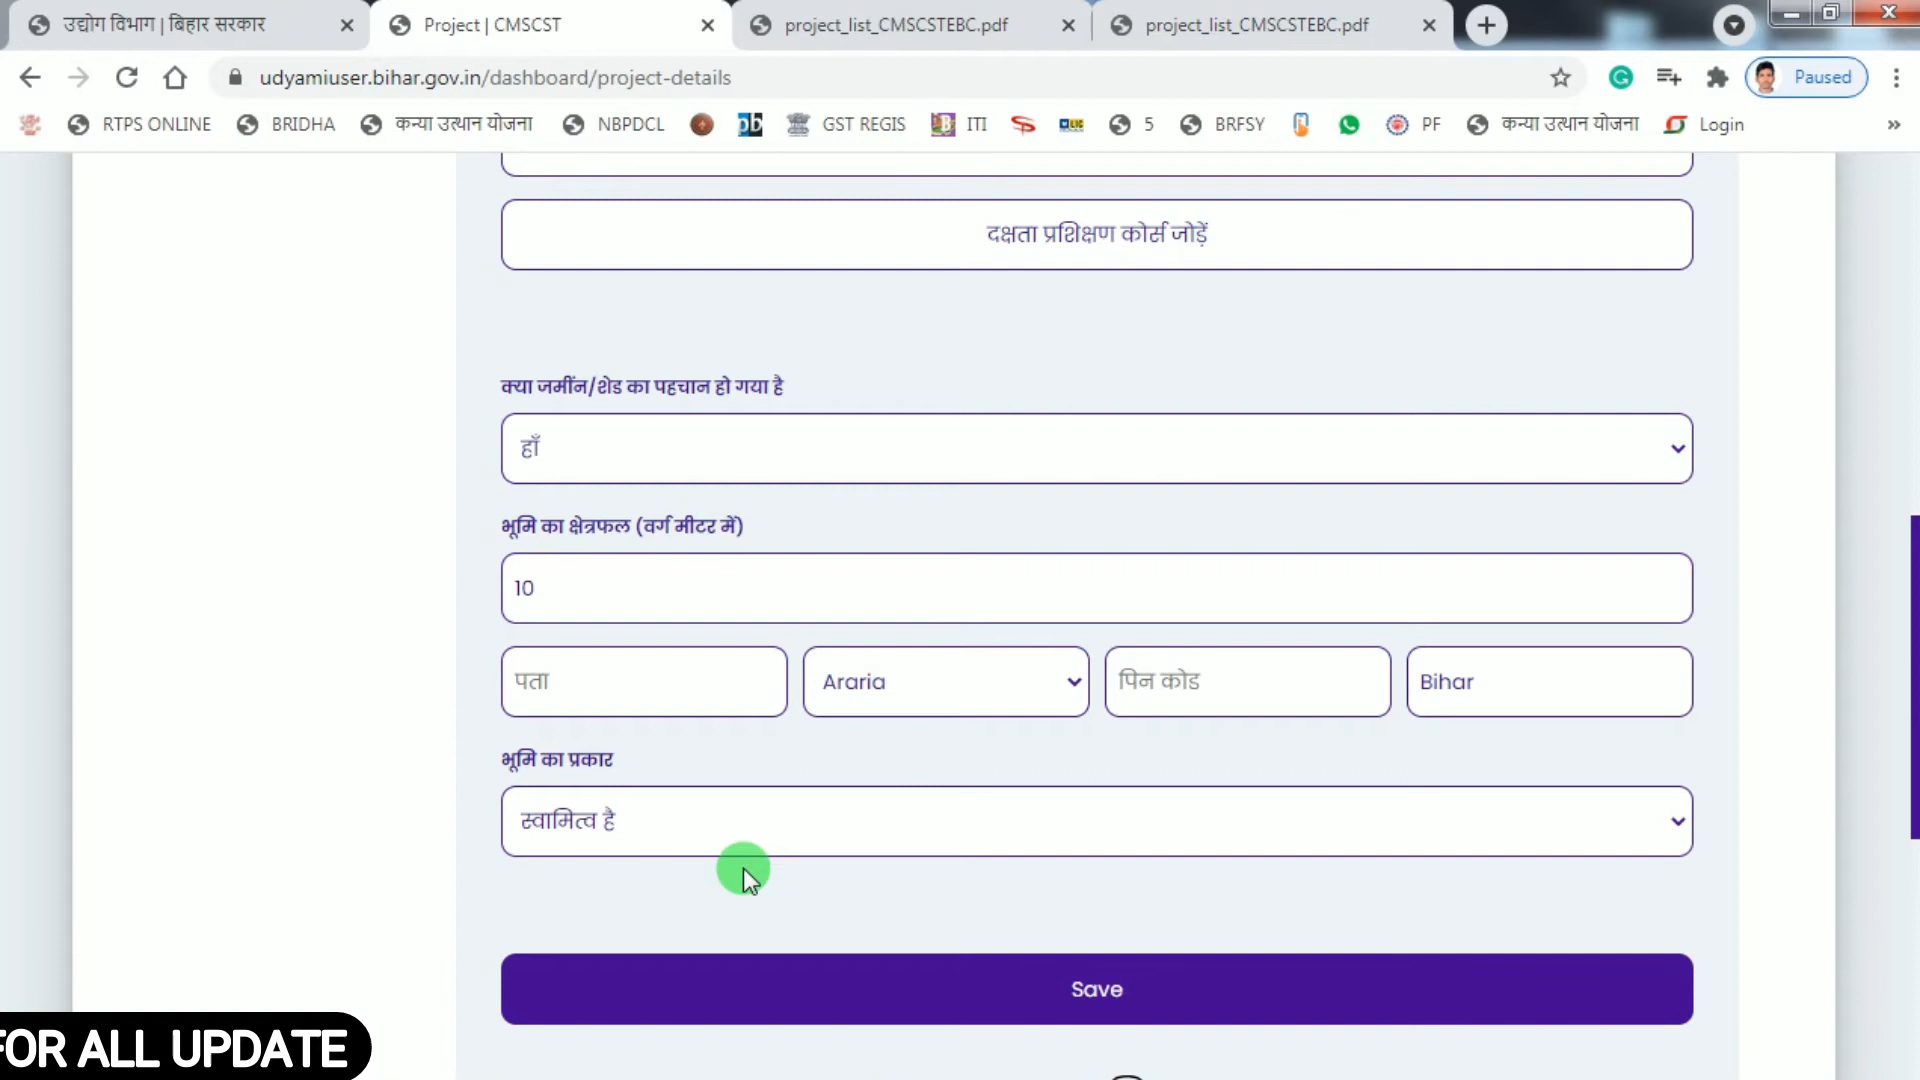 उद्योग विभाग | बिहार सरकार
Project | CMSCST
project_list_CMSCSTEBC.pdf
project_list_CMSCSTEBC.pdf
udyamiuser.bihar.gov.in/dashboard/project-details
Paused
RTPS ONLINE
BRIDHA
कन्या उत्थान योजना
NBPDCL
GST REGIS
ITI
5
BRFSY
PF
कन्या उत्थान योजना
Login
दक्षता प्रशिक्षण कोर्स जोड़ें
क्या जमींन/शेड का पहचान हो गया है
हाँ
भूमि का क्षेत्रफल (वर्ग मीटर में)
10
पता
Araria
पिन कोड
Bihar
भूमि का प्रकार
स्वामित्व है
Save
FOR ALL UPDATE